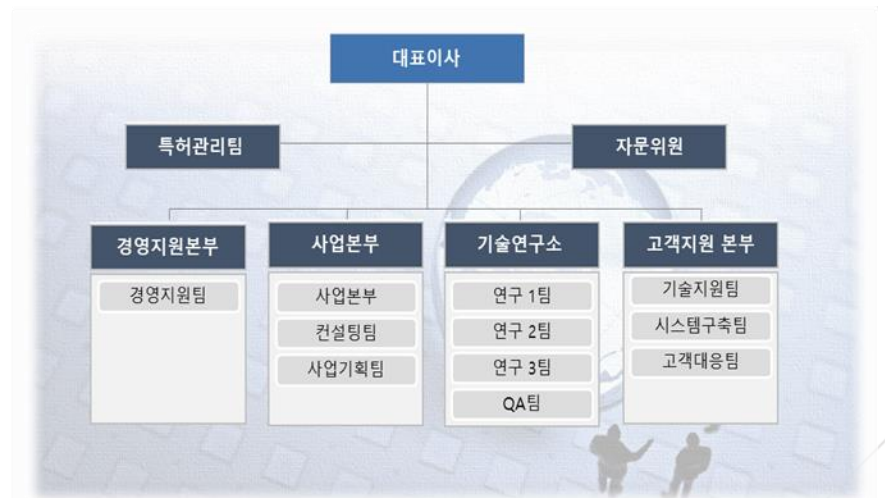 대표이사
특허관리팀
자문위원
경영지원본부
경영지원팀
사업본부
사업본부
컨설팅팀
사업기획팀
기술연구소
연구 1팀
연구 2팀
연구 3팀
QA팀
고객지원 본부
기술지원팀
시스템구축팀
고객대응팀